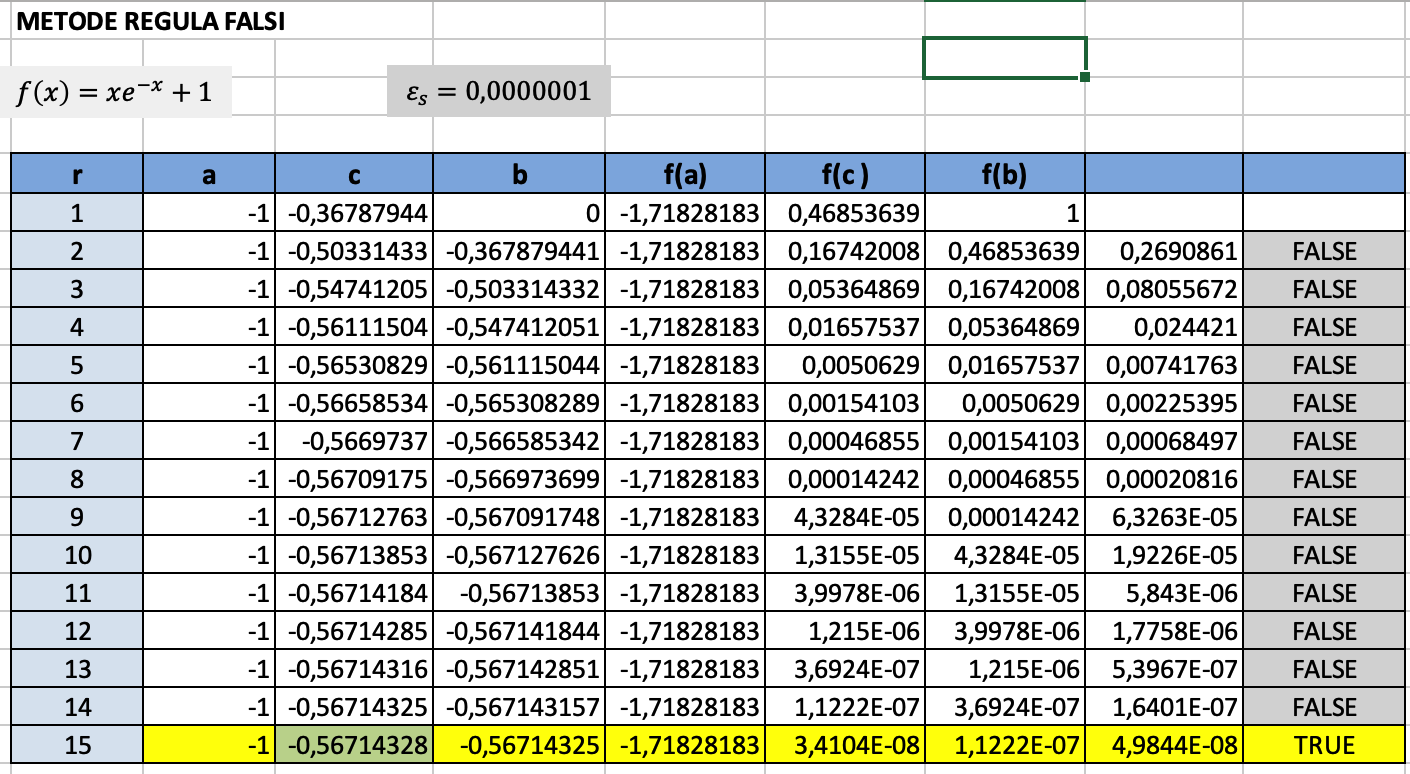 METODE REGULA FALSI
f(x) = xe⁻ˣ + 1 εₛ = 0,0000001
r a c b f(a) f(c ) f(b)
1 -1 -0,36787944 0 -1,71828183 0,46853639 1
2 -1 -0,50331433 -0,367879441 -1,71828183 0,16742008 0,46853639 0,2690861 FALSE
3 -1 -0,54741205 -0,503314332 -1,71828183 0,05364869 0,16742008 0,08055672 FALSE
4 -1 -0,56111504 -0,547412051 -1,71828183 0,01657537 0,05364869 0,024421 FALSE
5 -1 -0,56530829 -0,561115044 -1,71828183 0,0050629 0,01657537 0,00741763 FALSE
6 -1 -0,56658534 -0,565308289 -1,71828183 0,00154103 0,0050629 0,00225395 FALSE
7 -1 -0,5669737 -0,566585342 -1,71828183 0,00046855 0,00154103 0,00068497 FALSE
8 -1 -0,56709175 -0,566973699 -1,71828183 0,00014242 0,00046855 0,00020816 FALSE
9 -1 -0,56712763 -0,567091748 -1,71828183 4,3284E-05 0,00014242 6,3263E-05 FALSE
10 -1 -0,56713853 -0,567127626 -1,71828183 1,3155E-05 4,3284E-05 1,9226E-05 FALSE
11 -1 -0,56714184 -0,56713853 -1,71828183 3,9978E-06 1,3155E-05 5,843E-06 FALSE
12 -1 -0,56714285 -0,567141844 -1,71828183 1,215E-06 3,9978E-06 1,7758E-06 FALSE
13 -1 -0,56714316 -0,567142851 -1,71828183 3,6924E-07 1,215E-06 5,3967E-07 FALSE
14 -1 -0,56714325 -0,567143157 -1,71828183 1,1222E-07 3,6924E-07 1,6401E-07 FALSE
15 -1 -0,56714328 -0,56714325 -1,71828183 3,4104E-08 1,1222E-07 4,9844E-08 TRUE